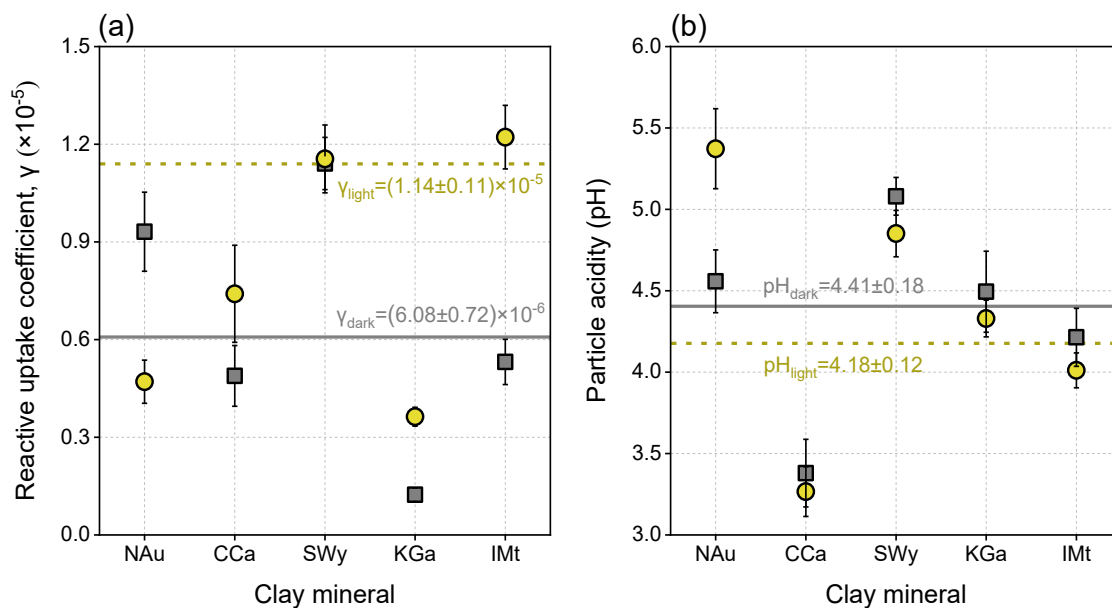 (a)
Reactive uptake coefficient, γ (×10⁻⁵)
1.5
1.2
0.9
0.6
0.3
0.0
γlight=(1.14±0.11)×10⁻⁵
γdark=(6.08±0.72)×10⁻⁶
NAu CCa SWy KGa IMt
Clay mineral
(b)
Particle acidity (pH)
6.0
5.5
5.0
4.5
4.0
3.5
3.0
pHdark=4.41±0.18
pHlight=4.18±0.12
NAu CCa SWy KGa IMt
Clay mineral